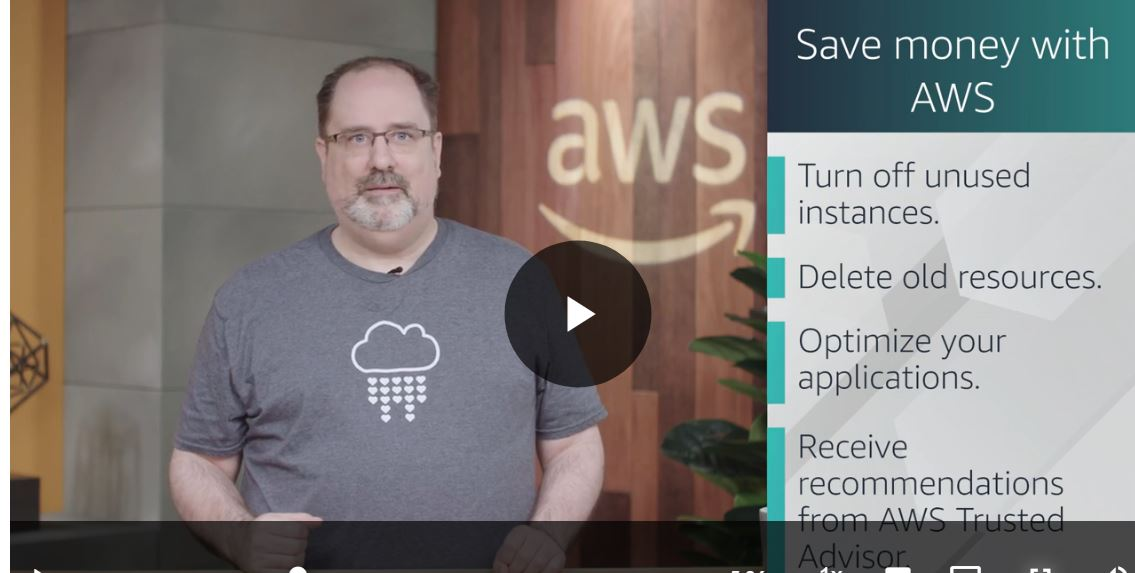 aws
Save money with
AWS
Turn off unused
instances.
Delete old resources.
Optimize your
applications.
Receive
recommendations
from AWS Trusted
Advisor